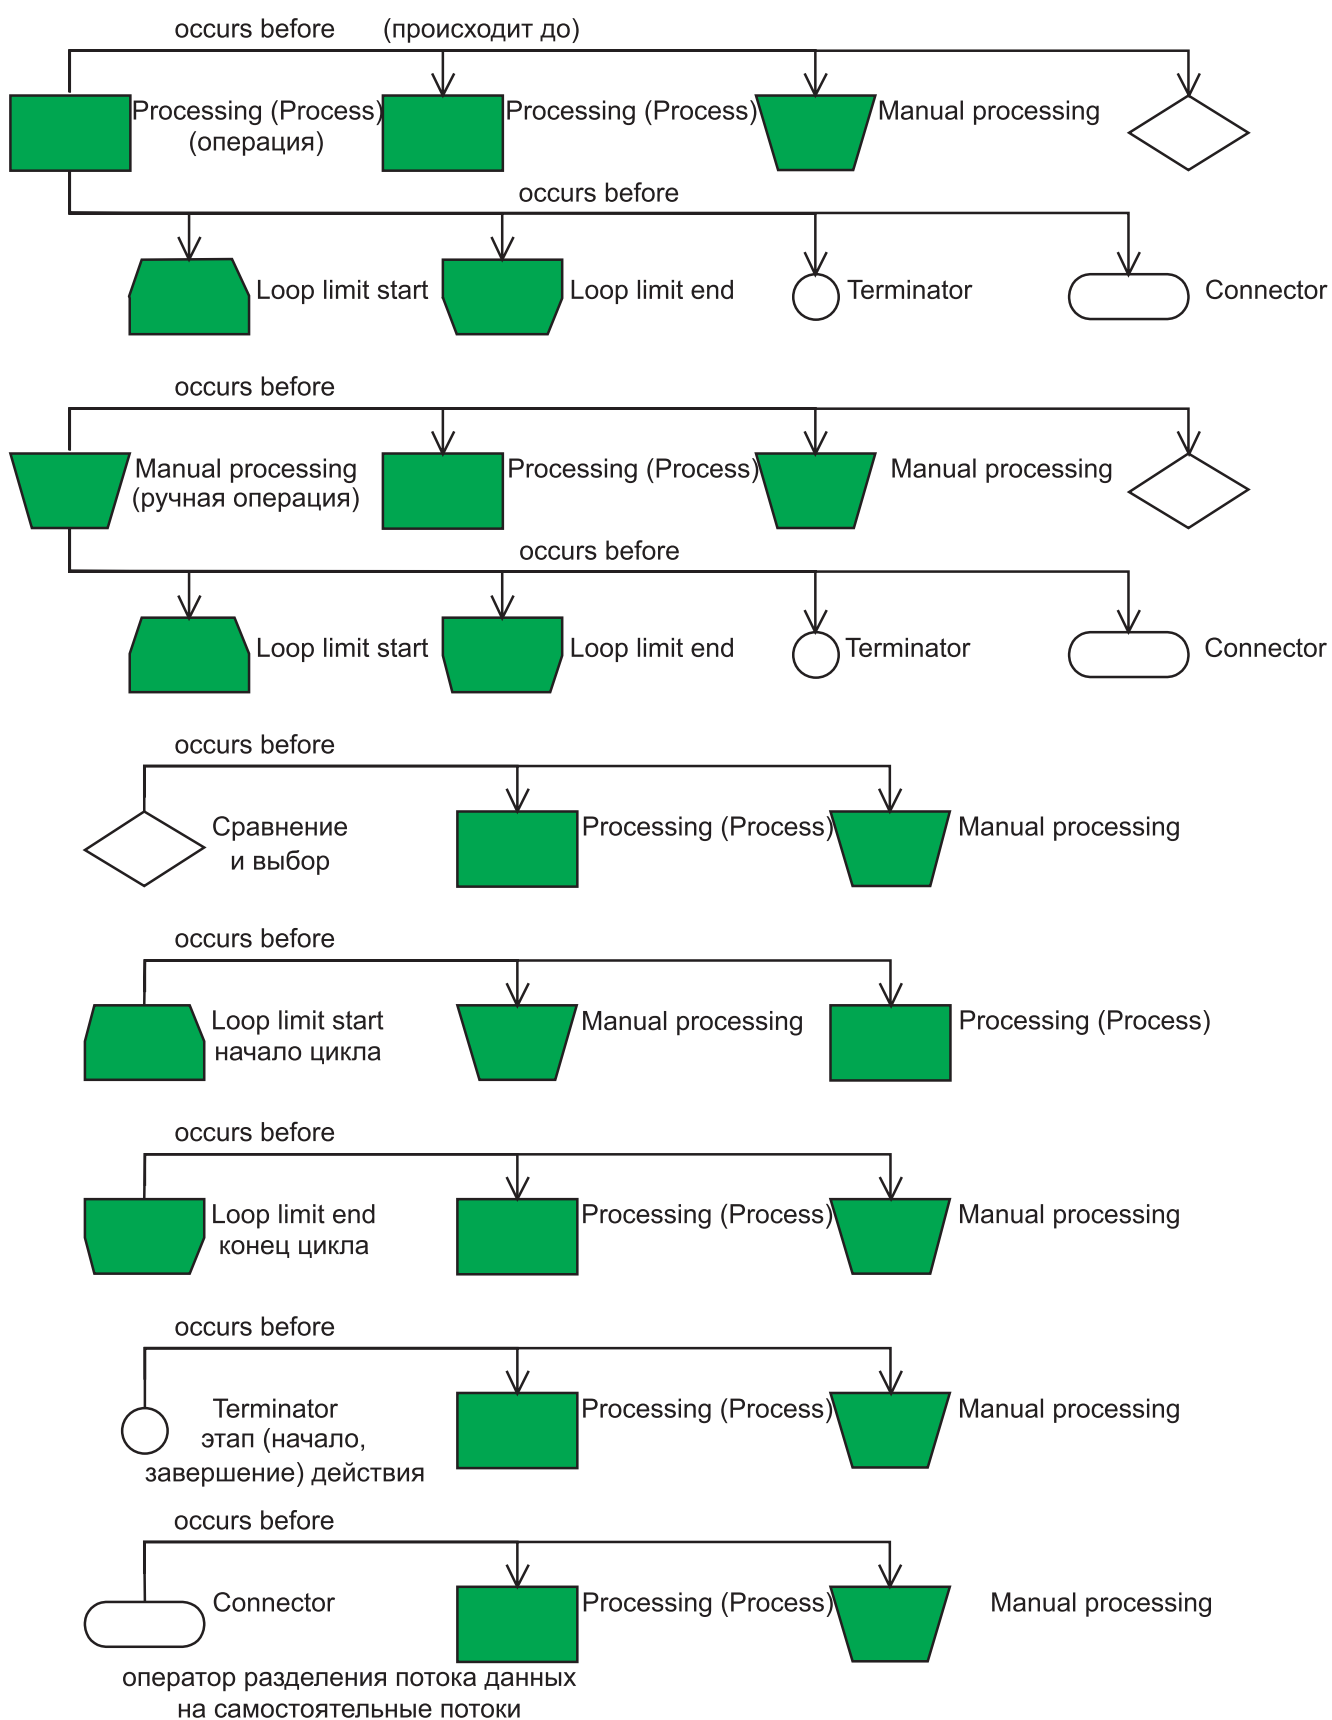 occurs before (происходит до)
Processing (Process)
(операция)
Processing (Process)
Manual processing
occurs before
Loop limit start
Loop limit end
Terminator
Connector
occurs before
Manual processing
(ручная операция)
Processing (Process)
Manual processing
occurs before
Loop limit start
Loop limit end
Terminator
Connector
occurs before
Сравнение
и выбор
Processing (Process)
Manual processing
occurs before
Loop limit start
начало цикла
Manual processing
Processing (Process)
occurs before
Loop limit end
конец цикла
Processing (Process)
Manual processing
occurs before
Terminator
этап (начало,
завершение) действия
Processing (Process)
Manual processing
occurs before
Connector
Processing (Process)
Manual processing
оператор разделения потока данных
на самостоятельные потоки